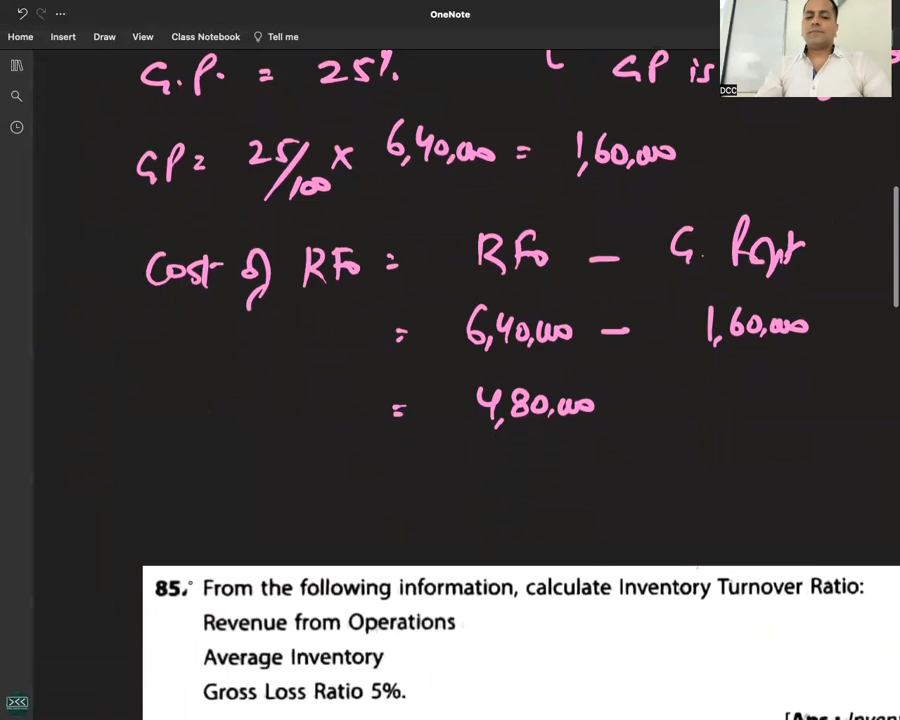 OneNote
Home Insert Draw View Class Notebook Tell me
G.P. = 25% GP is
DCC
GP = 25/100 × 6,40,000 = 1,60,000
Cost of RFo = RFo - G. Profit
= 6,40,000 - 1,60,000
= 4,80,000
85. From the following information, calculate Inventory Turnover Ratio:
Revenue from Operations
Average Inventory
Gross Loss Ratio 5%.
[Ans.: Inven